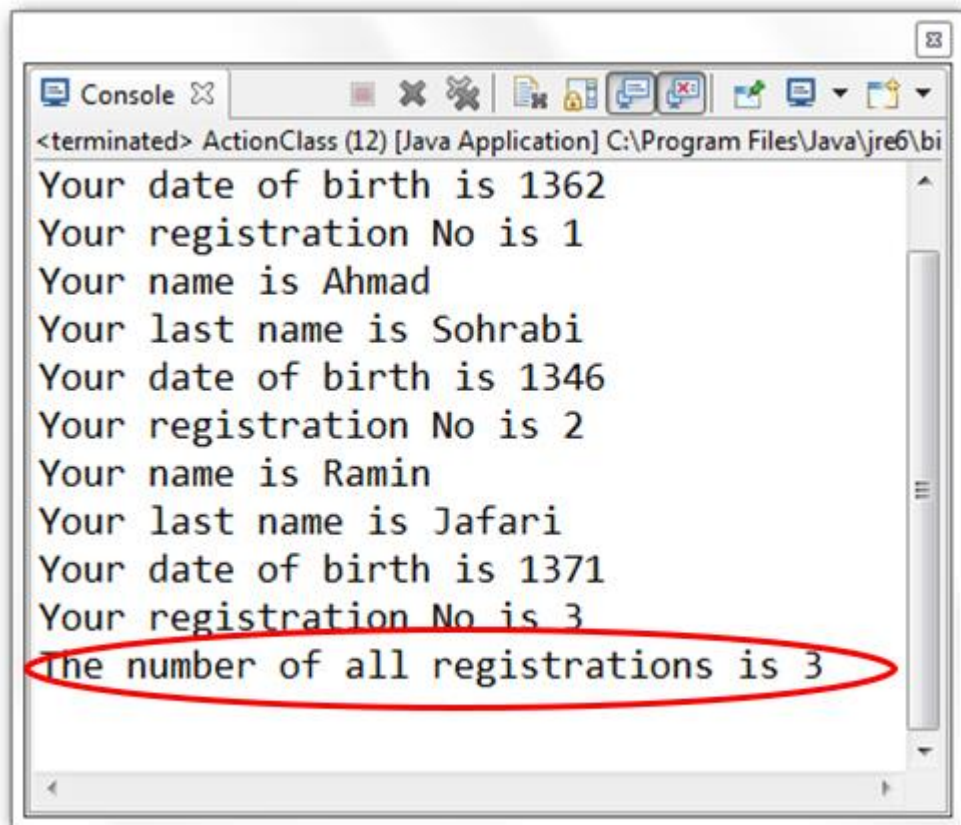 Console
<terminated> ActionClass (12) [Java Application] C:\Program Files\Java\jre6\bi
Your date of birth is 1362
Your registration No is 1
Your name is Ahmad
Your last name is Sohrabi
Your date of birth is 1346
Your registration No is 2
Your name is Ramin
Your last name is Jafari
Your date of birth is 1371
Your registration No is 3
The number of all registrations is 3